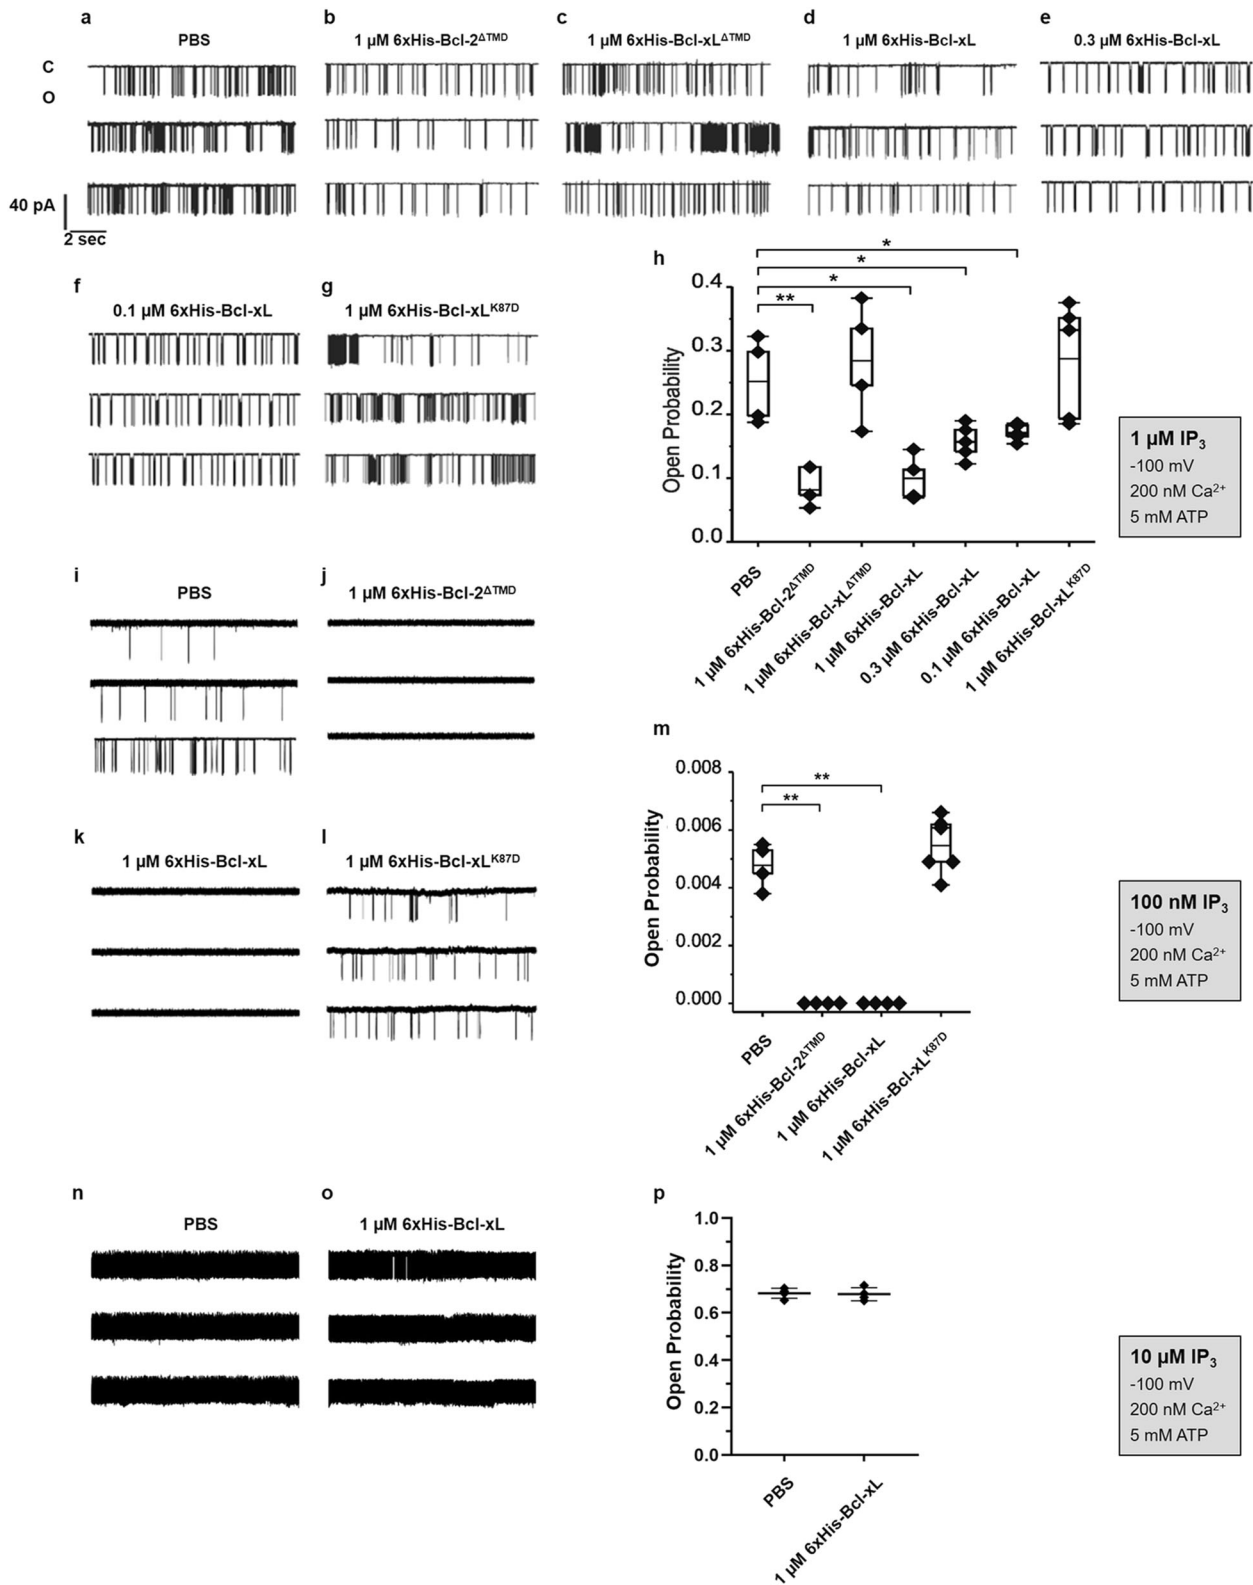 a
PBS
b
1 µM 6xHis-Bcl-2ΔTMD
c
1 µM 6xHis-Bcl-xLΔTMD
d
1 µM 6xHis-Bcl-xL
e
0.3 µM 6xHis-Bcl-xL
C
O
40 pA
2 sec
f
0.1 µM 6xHis-Bcl-xL
g
1 µM 6xHis-Bcl-xLK87D
h
*
*
*
**
0.4
0.3
0.2
0.1
0.0
Open Probability
PBS
1 µM 6xHis-Bcl-2ΔTMD
1 µM 6xHis-Bcl-xLΔTMD
1 µM 6xHis-Bcl-xL
0.3 µM 6xHis-Bcl-xL
0.1 µM 6xHis-Bcl-xL
1 µM 6xHis-Bcl-xLK87D
1 µM IP3
-100 mV
200 nM Ca2+
5 mM ATP
i
PBS
j
1 µM 6xHis-Bcl-2ΔTMD
k
1 µM 6xHis-Bcl-xL
l
1 µM 6xHis-Bcl-xLK87D
m
**
**
0.008
0.006
0.004
0.002
0.000
Open Probability
PBS
1 µM 6xHis-Bcl-2ΔTMD
1 µM 6xHis-Bcl-xL
1 µM 6xHis-Bcl-xLK87D
100 nM IP3
-100 mV
200 nM Ca2+
5 mM ATP
n
PBS
o
1 µM 6xHis-Bcl-xL
p
1.0
0.8
0.6
0.4
0.2
0.0
Open Probability
PBS
1 µM 6xHis-Bcl-xL
10 µM IP3
-100 mV
200 nM Ca2+
5 mM ATP